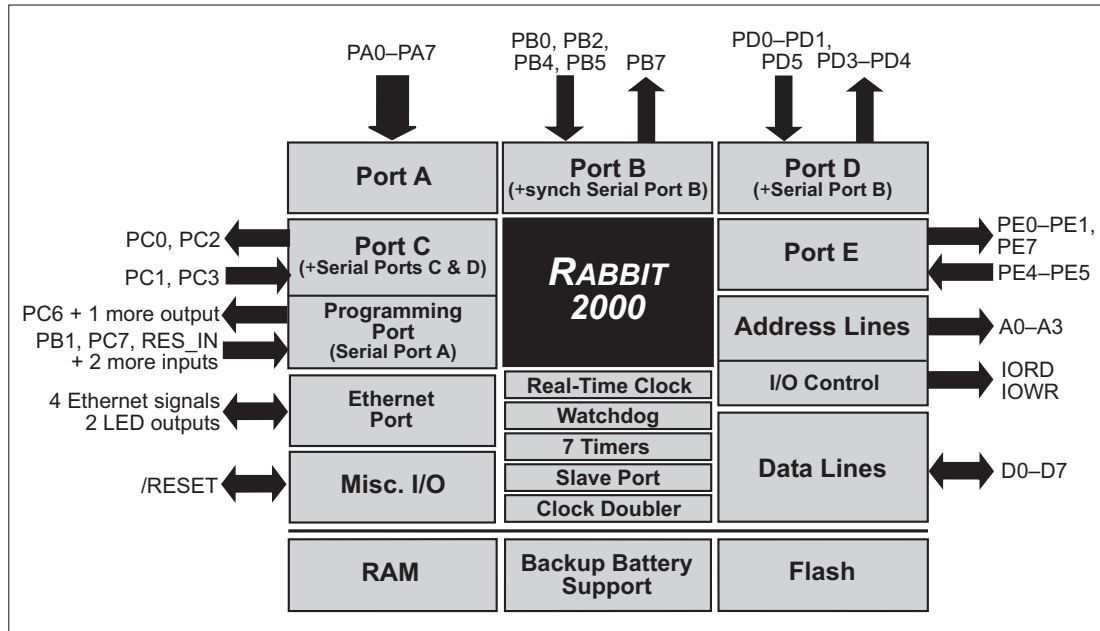 PA0–PA7
PB0, PB2,
PB4, PB5
PB7
PD0–PD1,
PD5
PD3–PD4
Port A
Port B
(+synch Serial Port B)
Port D
(+Serial Port B)
PC0, PC2
PC1, PC3
Port C
(+Serial Ports C & D)
RABBIT
2000
Port E
PE0–PE1,
PE7
PE4–PE5
PC6 + 1 more output
PB1, PC7, RES_IN
+ 2 more inputs
Programming
Port
(Serial Port A)
Address Lines
A0–A3
I/O Control
IORD
IOWR
4 Ethernet signals
2 LED outputs
Ethernet
Port
Real-Time Clock
Watchdog
7 Timers
Slave Port
Clock Doubler
Data Lines
D0–D7
/RESET
Misc. I/O
RAM
Backup Battery
Support
Flash